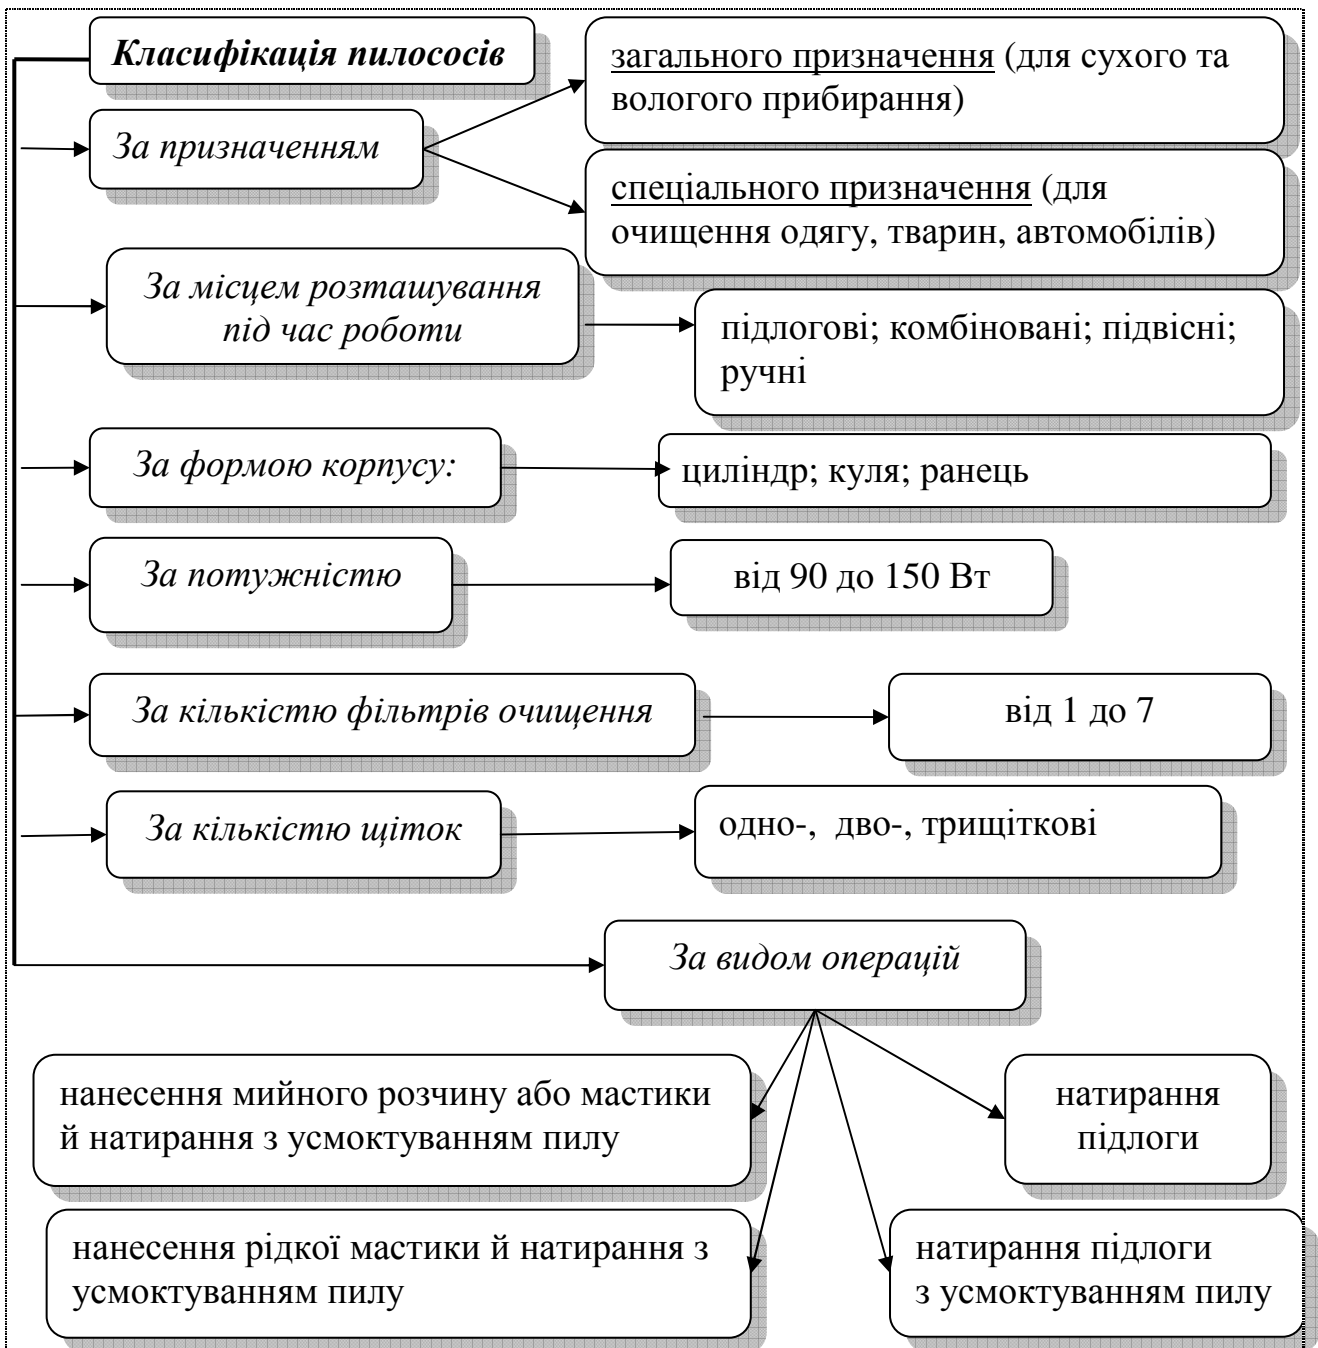 Класифікація пилососів
загального призначення (для сухого та
вологого прибирання)
За призначенням
спеціального призначення (для
очищення одягу, тварин, автомобілів)
За місцем розташування
під час роботи
підлогові; комбіновані; підвісні;
ручні
За формою корпусу:
циліндр; куля; ранець
За потужністю
від 90 до 150 Вт
За кількістю фільтрів очищення
від 1 до 7
За кількістю щіток
одно-, дво-, трищіткові
За видом операцій
нанесення мийного розчину або мастики
й натирання з усмоктуванням пилу
натирання
підлоги
нанесення рідкої мастики й натирання з
усмоктуванням пилу
натирання підлоги
з усмоктуванням пилу